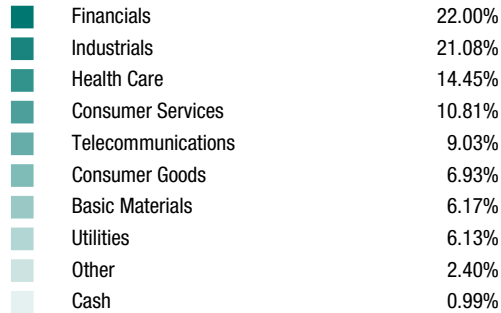 Financials 22.00%
Industrials 21.08%
Health Care 14.45%
Consumer Services 10.81%
Telecommunications 9.03%
Consumer Goods 6.93%
Basic Materials 6.17%
Utilities 6.13%
Other 2.40%
Cash 0.99%